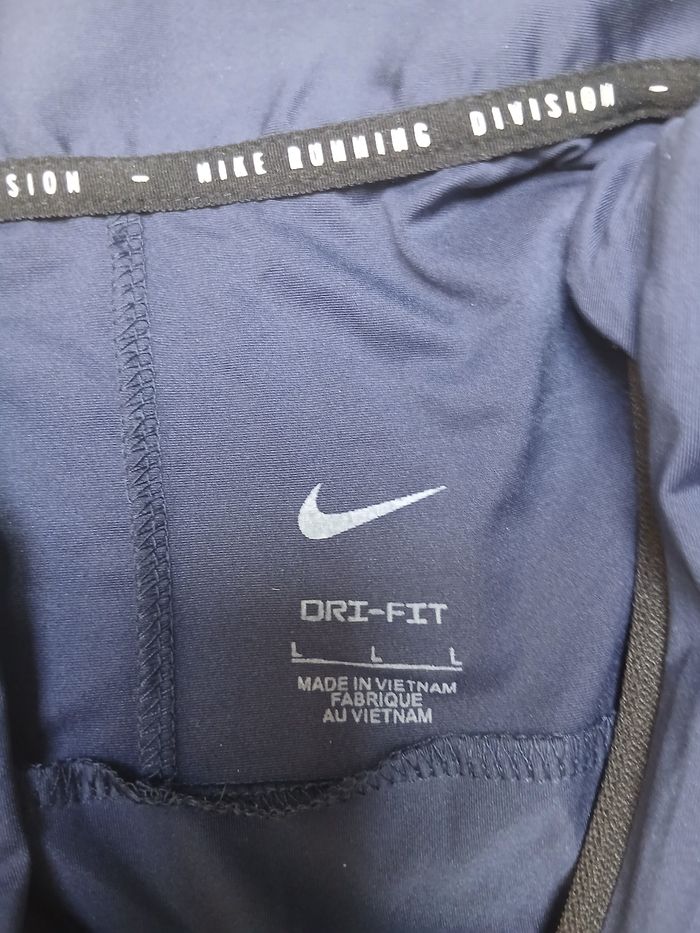 SION – NIKE RUNNING DIVISION –
DRI-FIT
L L L
MADE IN VIETNAM
FABRIQUE
AU VIETNAM